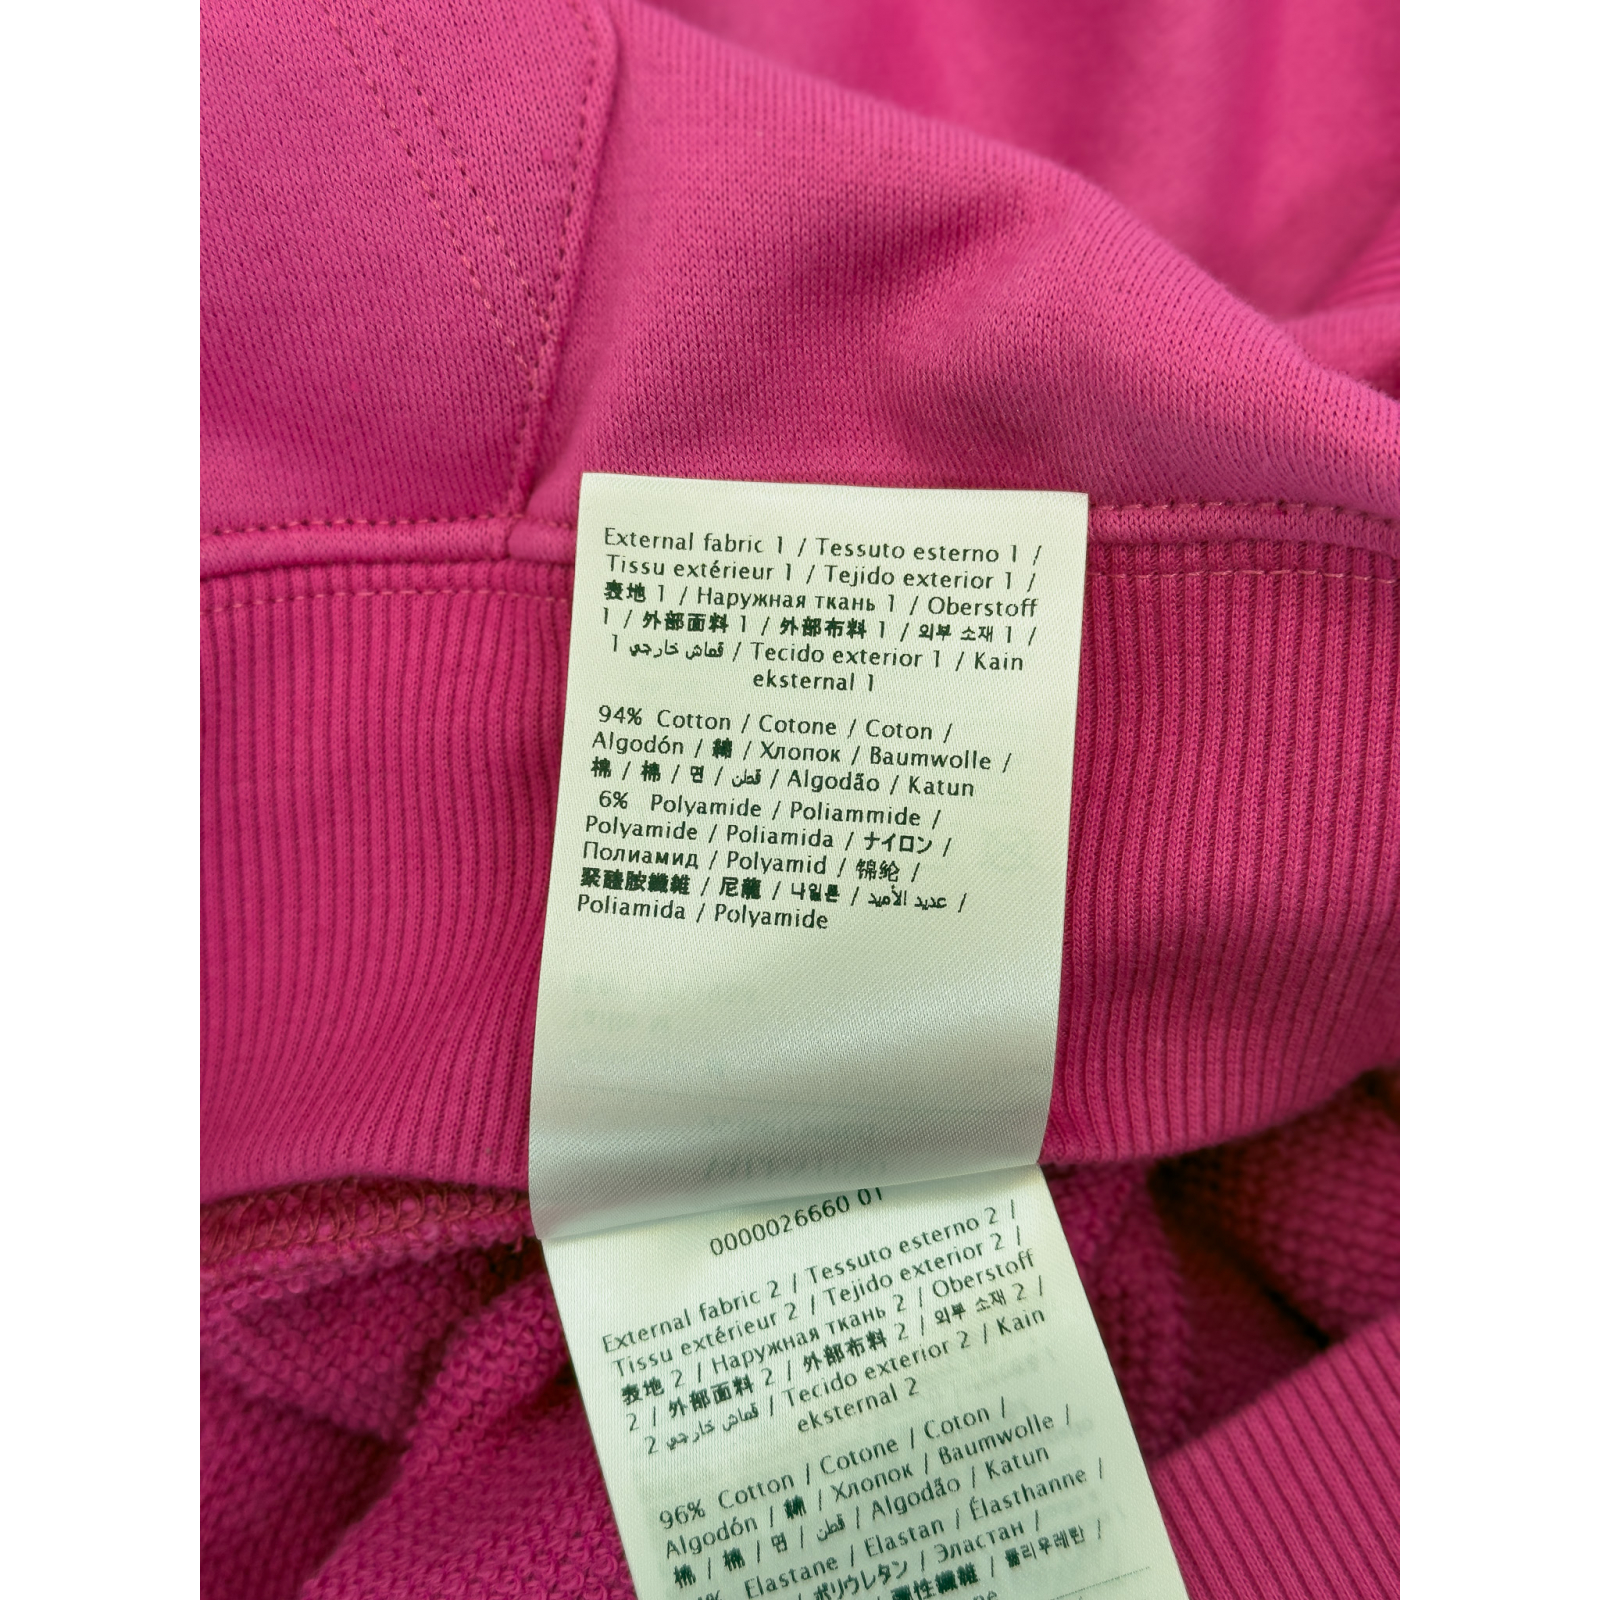 External fabric 1 / Tessuto esterno 1 /
Tissu extérieur 1 / Tejido exterior 1 /
表地 1 / Наружная ткань 1 / Oberstoff
1 / 外部面料 1 / 外部布料 1 / 외부 소재 1 /
قماش خارجي 1 / Tecido exterior 1 / Kain
eksternal 1
94% Cotton / Cotone / Coton /
Algodón / 綿 / Хлопок / Baumwolle /
棉 / 棉 / 면 / قطن / Algodão / Katun
6% Polyamide / Poliammide /
Polyamide / Poliamida / ナイロン /
Полиамид / Polyamid / 锦纶 /
聚醯胺纖維 / 尼龍 / 나일론 / عديد الأميد /
Poliamida / Polyamide
0000026660 01
External fabric 2 / Tessuto esterno 2 /
Tissu extérieur 2 / Tejido exterior 2 /
表地 2 / Наружная ткань 2 / Oberstoff
2 / 外部面料 2 / 外部布料 2 / 외부 소재 2 /
قماش خارجي 2 / Tecido exterior 2 / Kain
eksternal 2
96% Cotton / Cotone / Coton /
Algodón / 綿 / Хлопок / Baumwolle /
棉 / 棉 / 면 / قطن / Algodão / Katun
Elastane / Elastan / Élasthanne /
ポリウレタン / Эластан /
彈性纖維 / 폴리우레탄 /